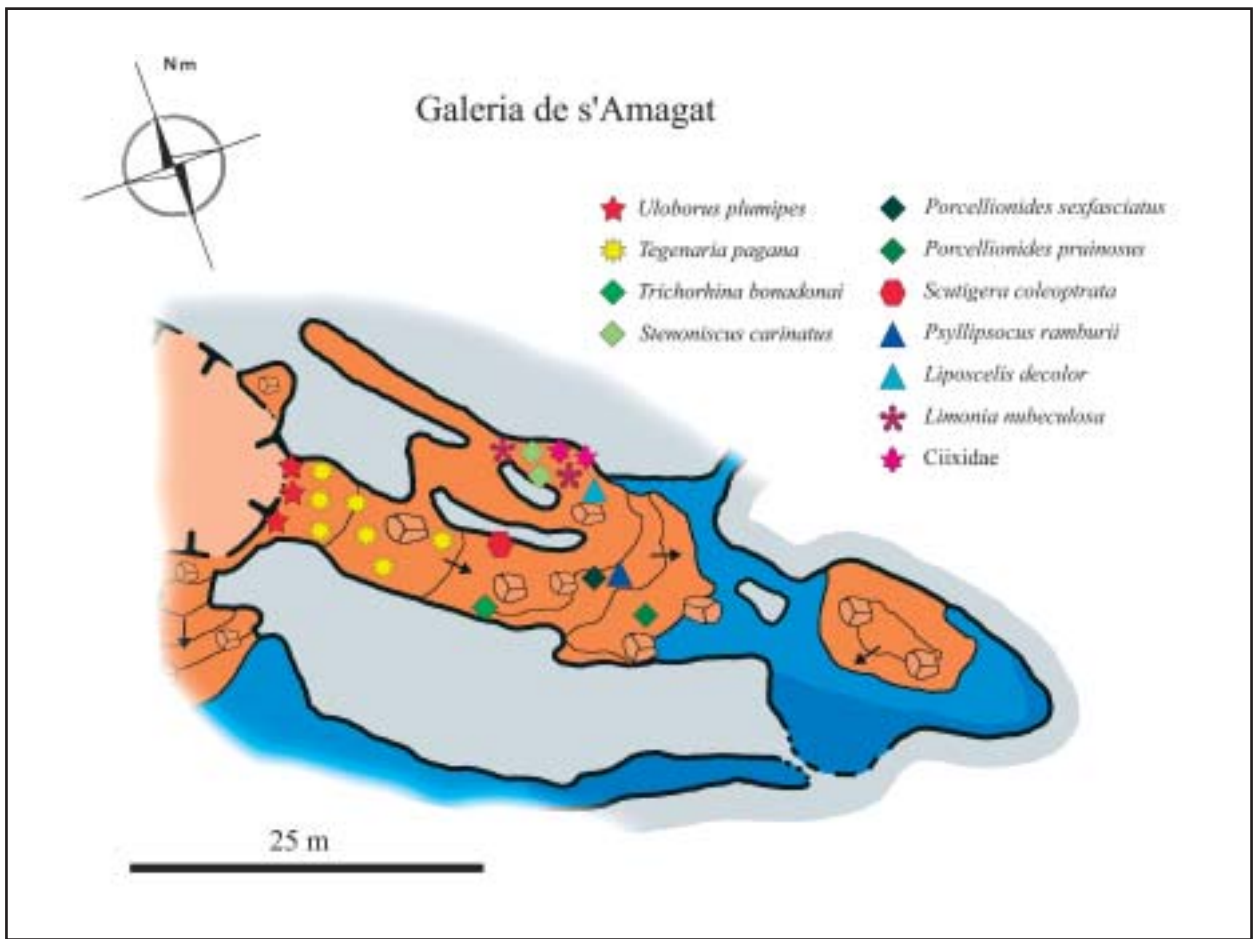 Nm
Galeria de s'Amagat
Uloborus plumipes
Tegenaria pagana
Trichorhina bonadonai
Stenoniscus carinatus
Porcellionides sexfasciatus
Porcellionides pruinosus
Scutigera coleoptrata
Psyllipsocus ramburii
Liposcelis decolor
Limonia nubeculosa
Ciixidae
25 m